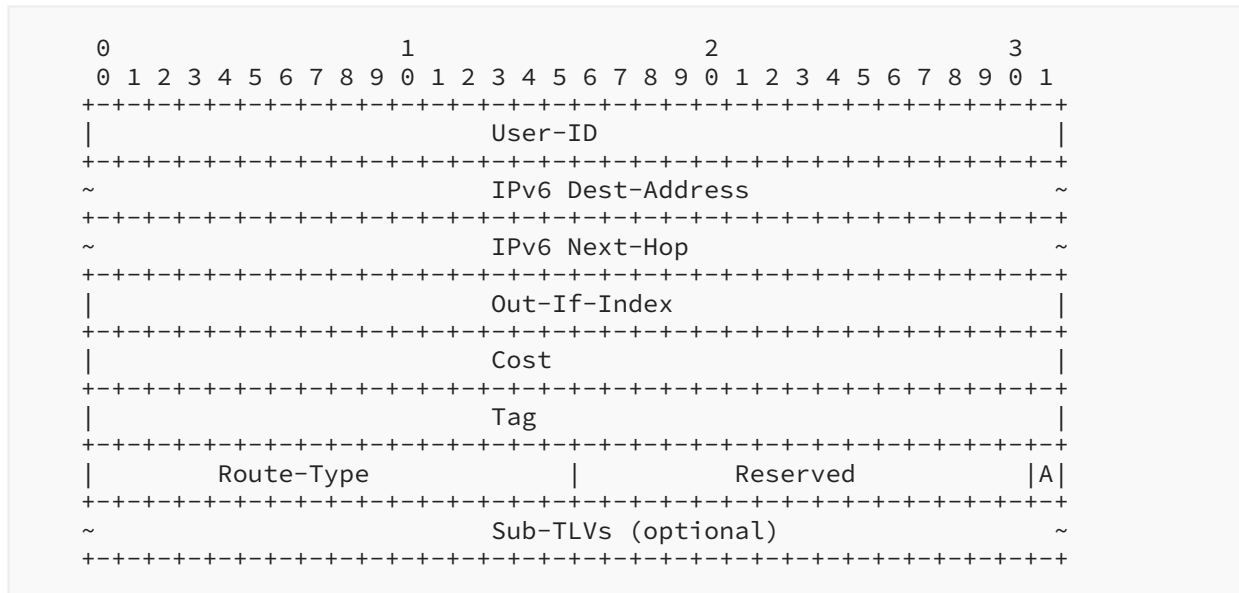 0                   1                   2                   3
 0 1 2 3 4 5 6 7 8 9 0 1 2 3 4 5 6 7 8 9 0 1 2 3 4 5 6 7 8 9 0 1
+-+-+-+-+-+-+-+-+-+-+-+-+-+-+-+-+-+-+-+-+-+-+-+-+-+-+-+-+-+-+-+-+
|                          User-ID                              |
+-+-+-+-+-+-+-+-+-+-+-+-+-+-+-+-+-+-+-+-+-+-+-+-+-+-+-+-+-+-+-+-+
~                          IPv6 Dest-Address                    ~
+-+-+-+-+-+-+-+-+-+-+-+-+-+-+-+-+-+-+-+-+-+-+-+-+-+-+-+-+-+-+-+-+
~                          IPv6 Next-Hop                        ~
+-+-+-+-+-+-+-+-+-+-+-+-+-+-+-+-+-+-+-+-+-+-+-+-+-+-+-+-+-+-+-+-+
|                          Out-If-Index                         |
+-+-+-+-+-+-+-+-+-+-+-+-+-+-+-+-+-+-+-+-+-+-+-+-+-+-+-+-+-+-+-+-+
|                          Cost                                 |
+-+-+-+-+-+-+-+-+-+-+-+-+-+-+-+-+-+-+-+-+-+-+-+-+-+-+-+-+-+-+-+-+
|                          Tag                                  |
+-+-+-+-+-+-+-+-+-+-+-+-+-+-+-+-+-+-+-+-+-+-+-+-+-+-+-+-+-+-+-+-+
|        Route-Type             |          Reserved           |A|
+-+-+-+-+-+-+-+-+-+-+-+-+-+-+-+-+-+-+-+-+-+-+-+-+-+-+-+-+-+-+-+-+
~                          Sub-TLVs (optional)                  ~
+-+-+-+-+-+-+-+-+-+-+-+-+-+-+-+-+-+-+-+-+-+-+-+-+-+-+-+-+-+-+-+-+